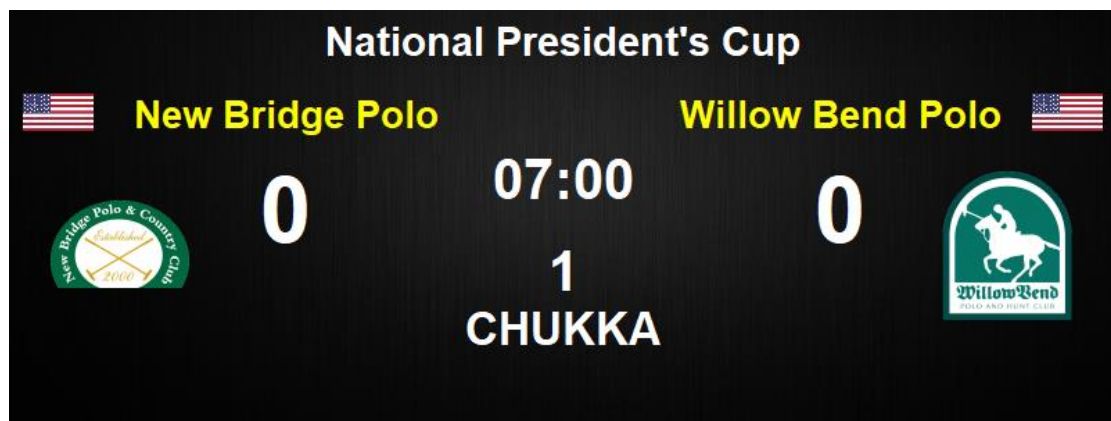 National President's Cup
New Bridge Polo
Willow Bend Polo
0
07:00
0
New Bridge Polo & Country Club
Established
2000
1
CHUKKA
WillowBend
POLO AND HUNT CLUB